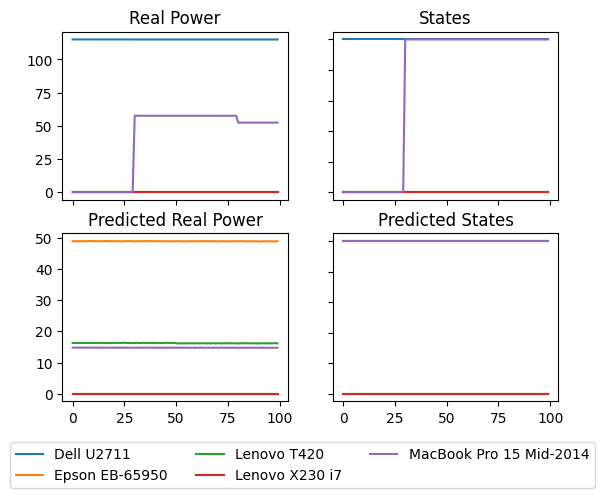 Real Power
States
100
75
50
25
0
Predicted Real Power
Predicted States
50
40
30
20
10
0
0 25 50 75 100
0 25 50 75 100
Dell U2711
Lenovo T420
MacBook Pro 15 Mid-2014
Epson EB-65950
Lenovo X230 i7